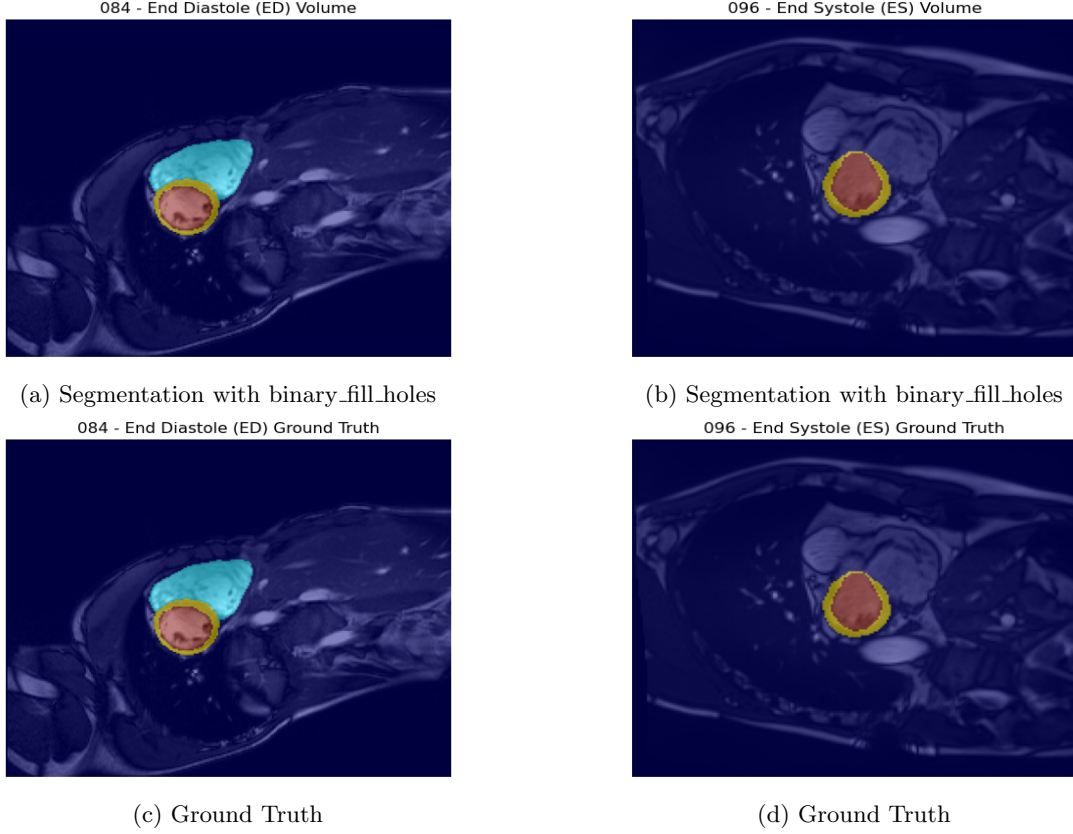 084 - End Diastole (ED) Volume
096 - End Systole (ES) Volume
(a) Segmentation with binary_fill_holes
(b) Segmentation with binary_fill_holes
084 - End Diastole (ED) Ground Truth
096 - End Systole (ES) Ground Truth
(c) Ground Truth
(d) Ground Truth